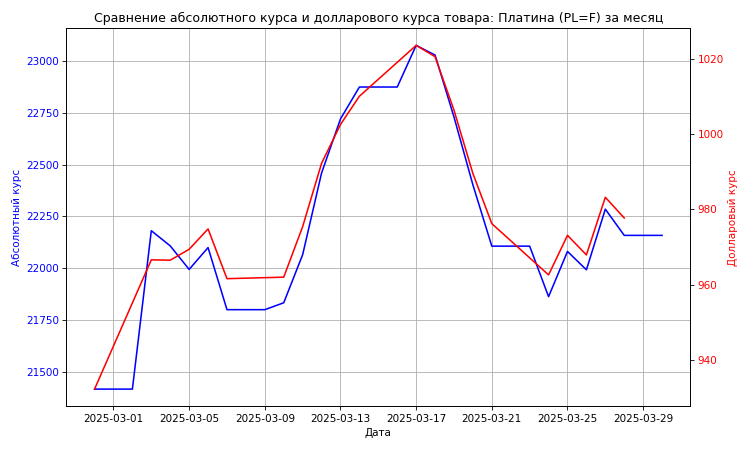 Сравнение абсолютного курса и долларового курса товара: Платина (PL=F) за месяц
Абсолютный курс
23000
22750
22500
22250
22000
21750
21500
1020
1000
980
960
940
Долларовый курс
2025-03-01 2025-03-05 2025-03-09 2025-03-13 2025-03-17 2025-03-21 2025-03-25 2025-03-29
Дата